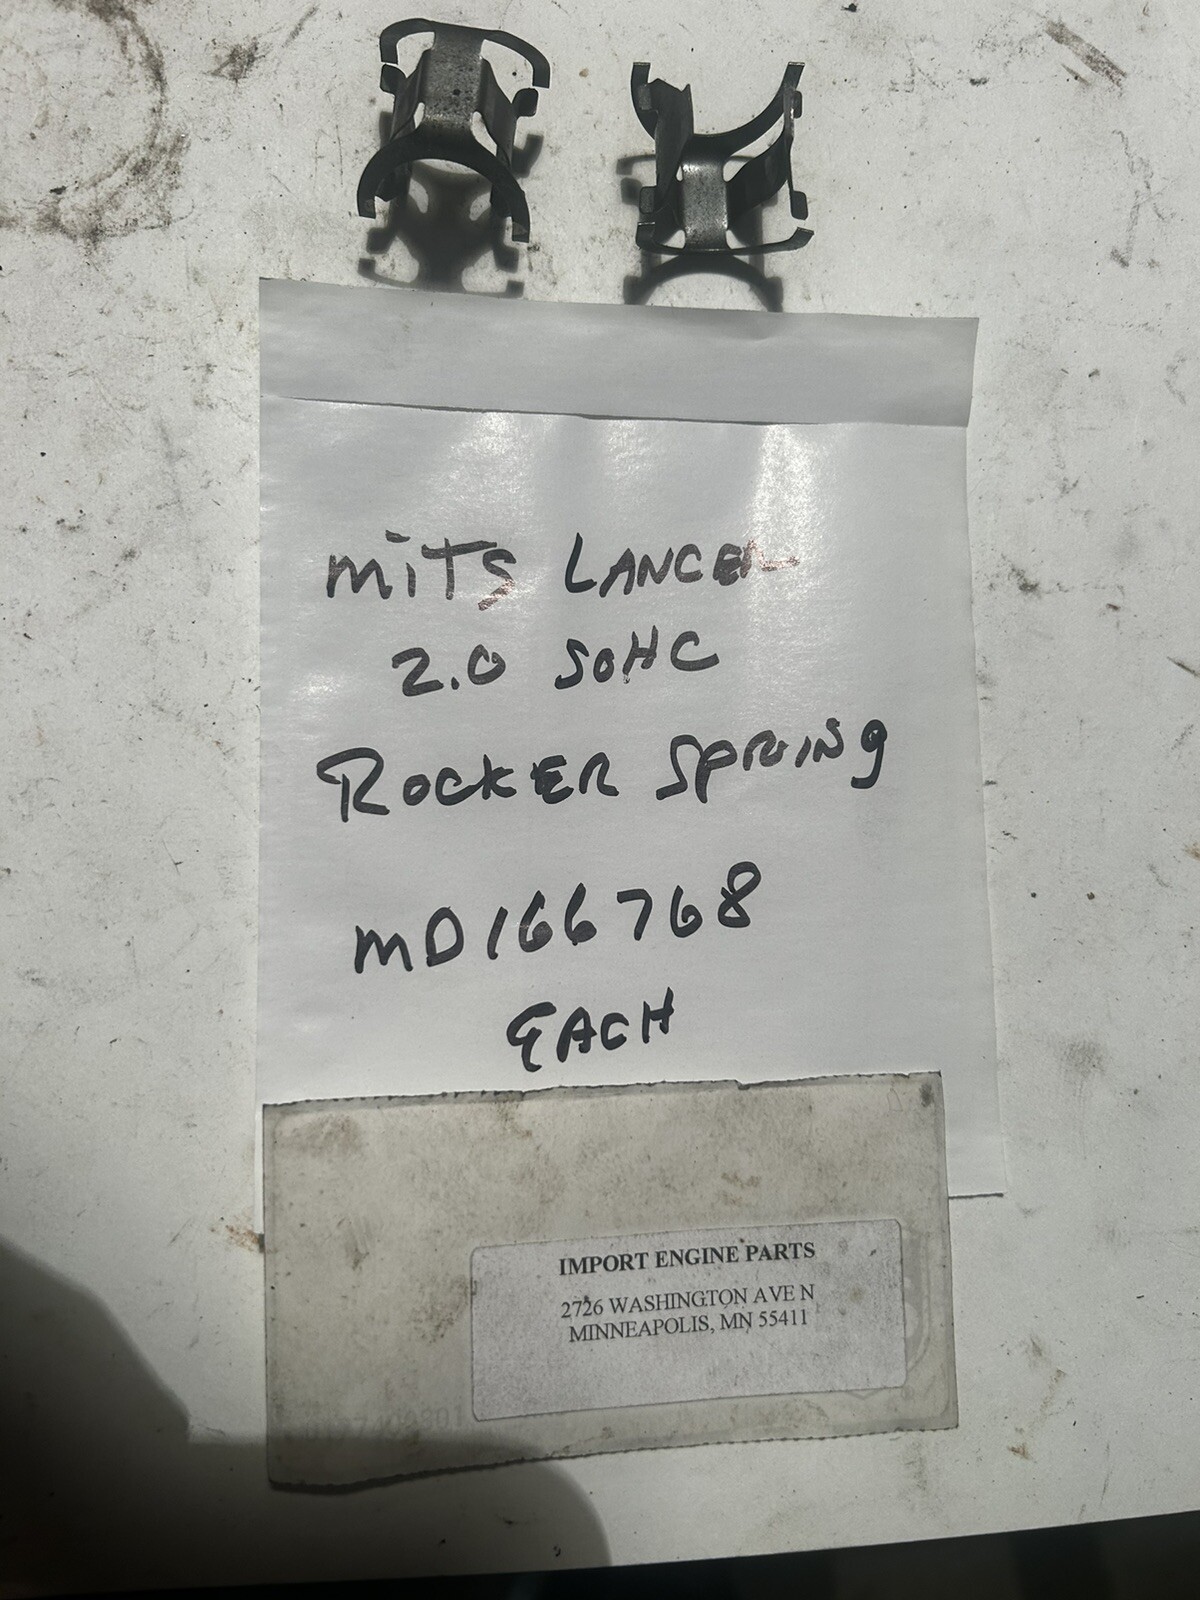 MiTS LANCER
2.0 SOHC
ROCKER SPRING
MD166768
EACH
IMPORT ENGINE PARTS
2726 WASHINGTON AVE N
MINNEAPOLIS, MN 55411